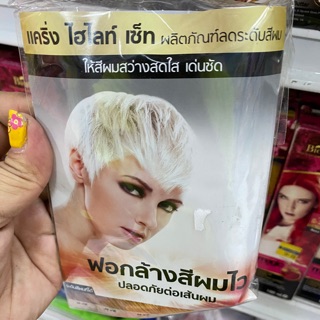 แคริ่ง ไฮไลท์ เซ็ท ผลิตภัณฑ์ลดระดับสีผม
ให้สีผมสว่างสดใส เด่นชัด
ฟอกล้างสีผมไว
ปลอดภัยต่อเส้นผม